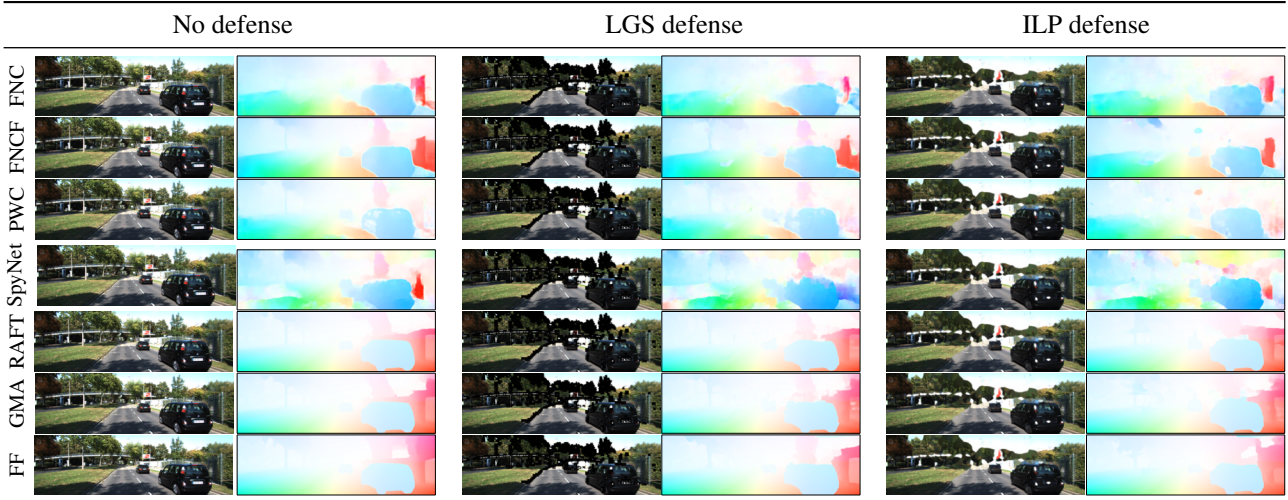 No defense LGS defense ILP defense
FNC
FNCF
PWC
SpyNet
RAFT
GMA
FF